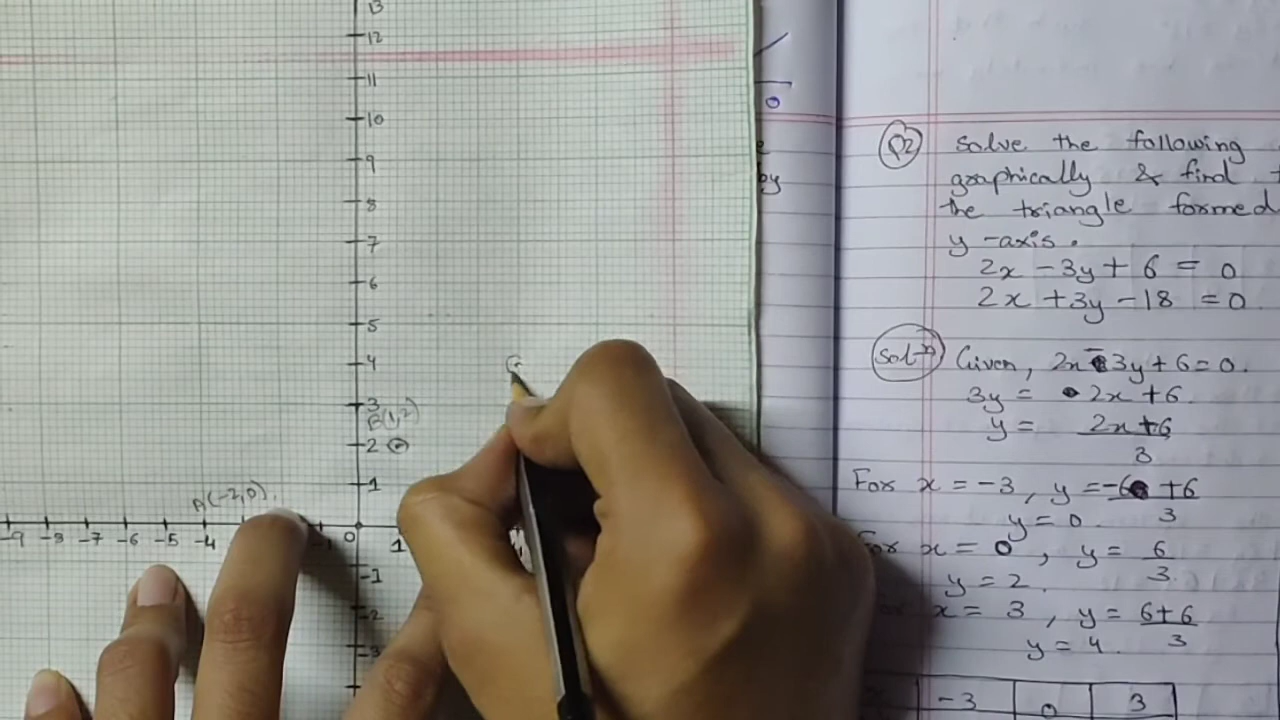 13
12
11
10
9
8
7
6
5
4
3
B(1,2)
2
1
A(-3,0)
-9 -8 -7 -6 -5 -4 -1 0 1
-1
-2
-3
0
by
Q2 Solve the following
graphically & find
the triangle formed
y-axis.
2x - 3y + 6 = 0
2x + 3y - 18 = 0
Sol→ Given, 2x - 3y + 6 = 0.
3y = 2x + 6.
y = 2x + 6
3
For x = -3, y = -6 + 6
3
y = 0.
For x = 0, y = 6
3.
y = 2.
x = 3, y = 6+6
3
y = 4.
x -3 0 3